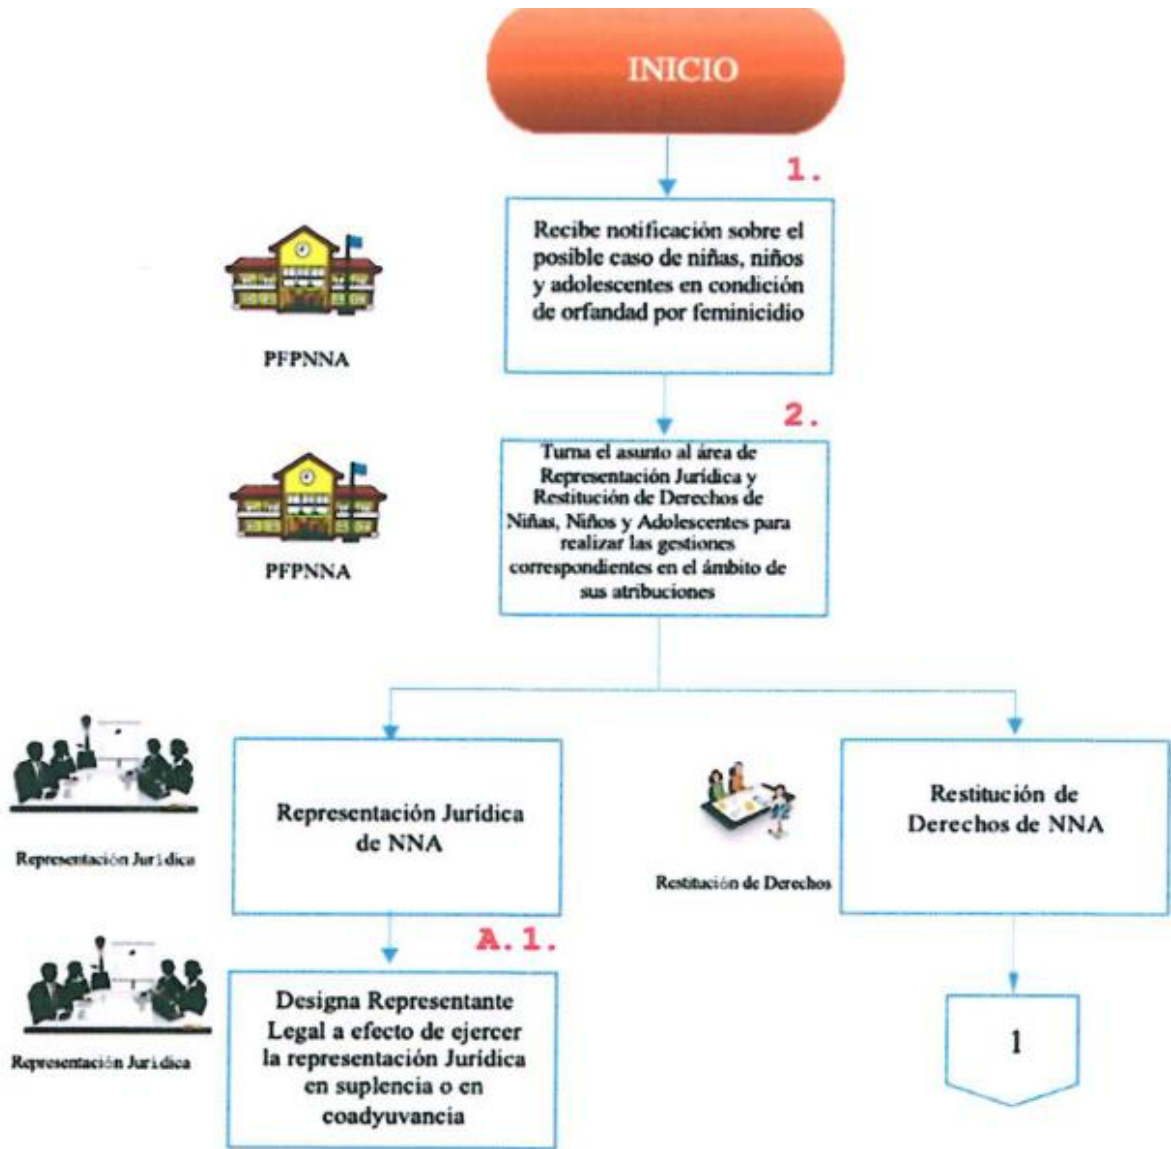 INICIO
1.
Recibe notificación sobre el
posible caso de niñas, niños
y adolescentes en condición
de orfandad por feminicidio
PFPNNA
2.
Turna el asunto al área de
Representación Jurídica y
Restitución de Derechos de
Niñas, Niños y Adolescentes para
realizar las gestiones
correspondientes en el ámbito de
sus atribuciones
PFPNNA
Representación Jurídica
Representación Jurídica
de NNA
Restitución de Derechos
Restitución de
Derechos de NNA
A.1.
Representación Jurídica
Designa Representante
Legal a efecto de ejercer
la representación Jurídica
en suplencia o en
coadyuvancia
1